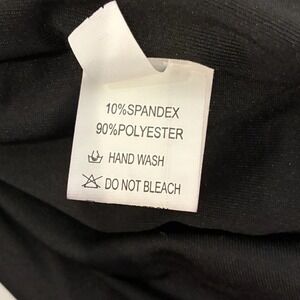 10%SPANDEX
90%POLYESTER
HAND WASH
DO NOT BLEACH